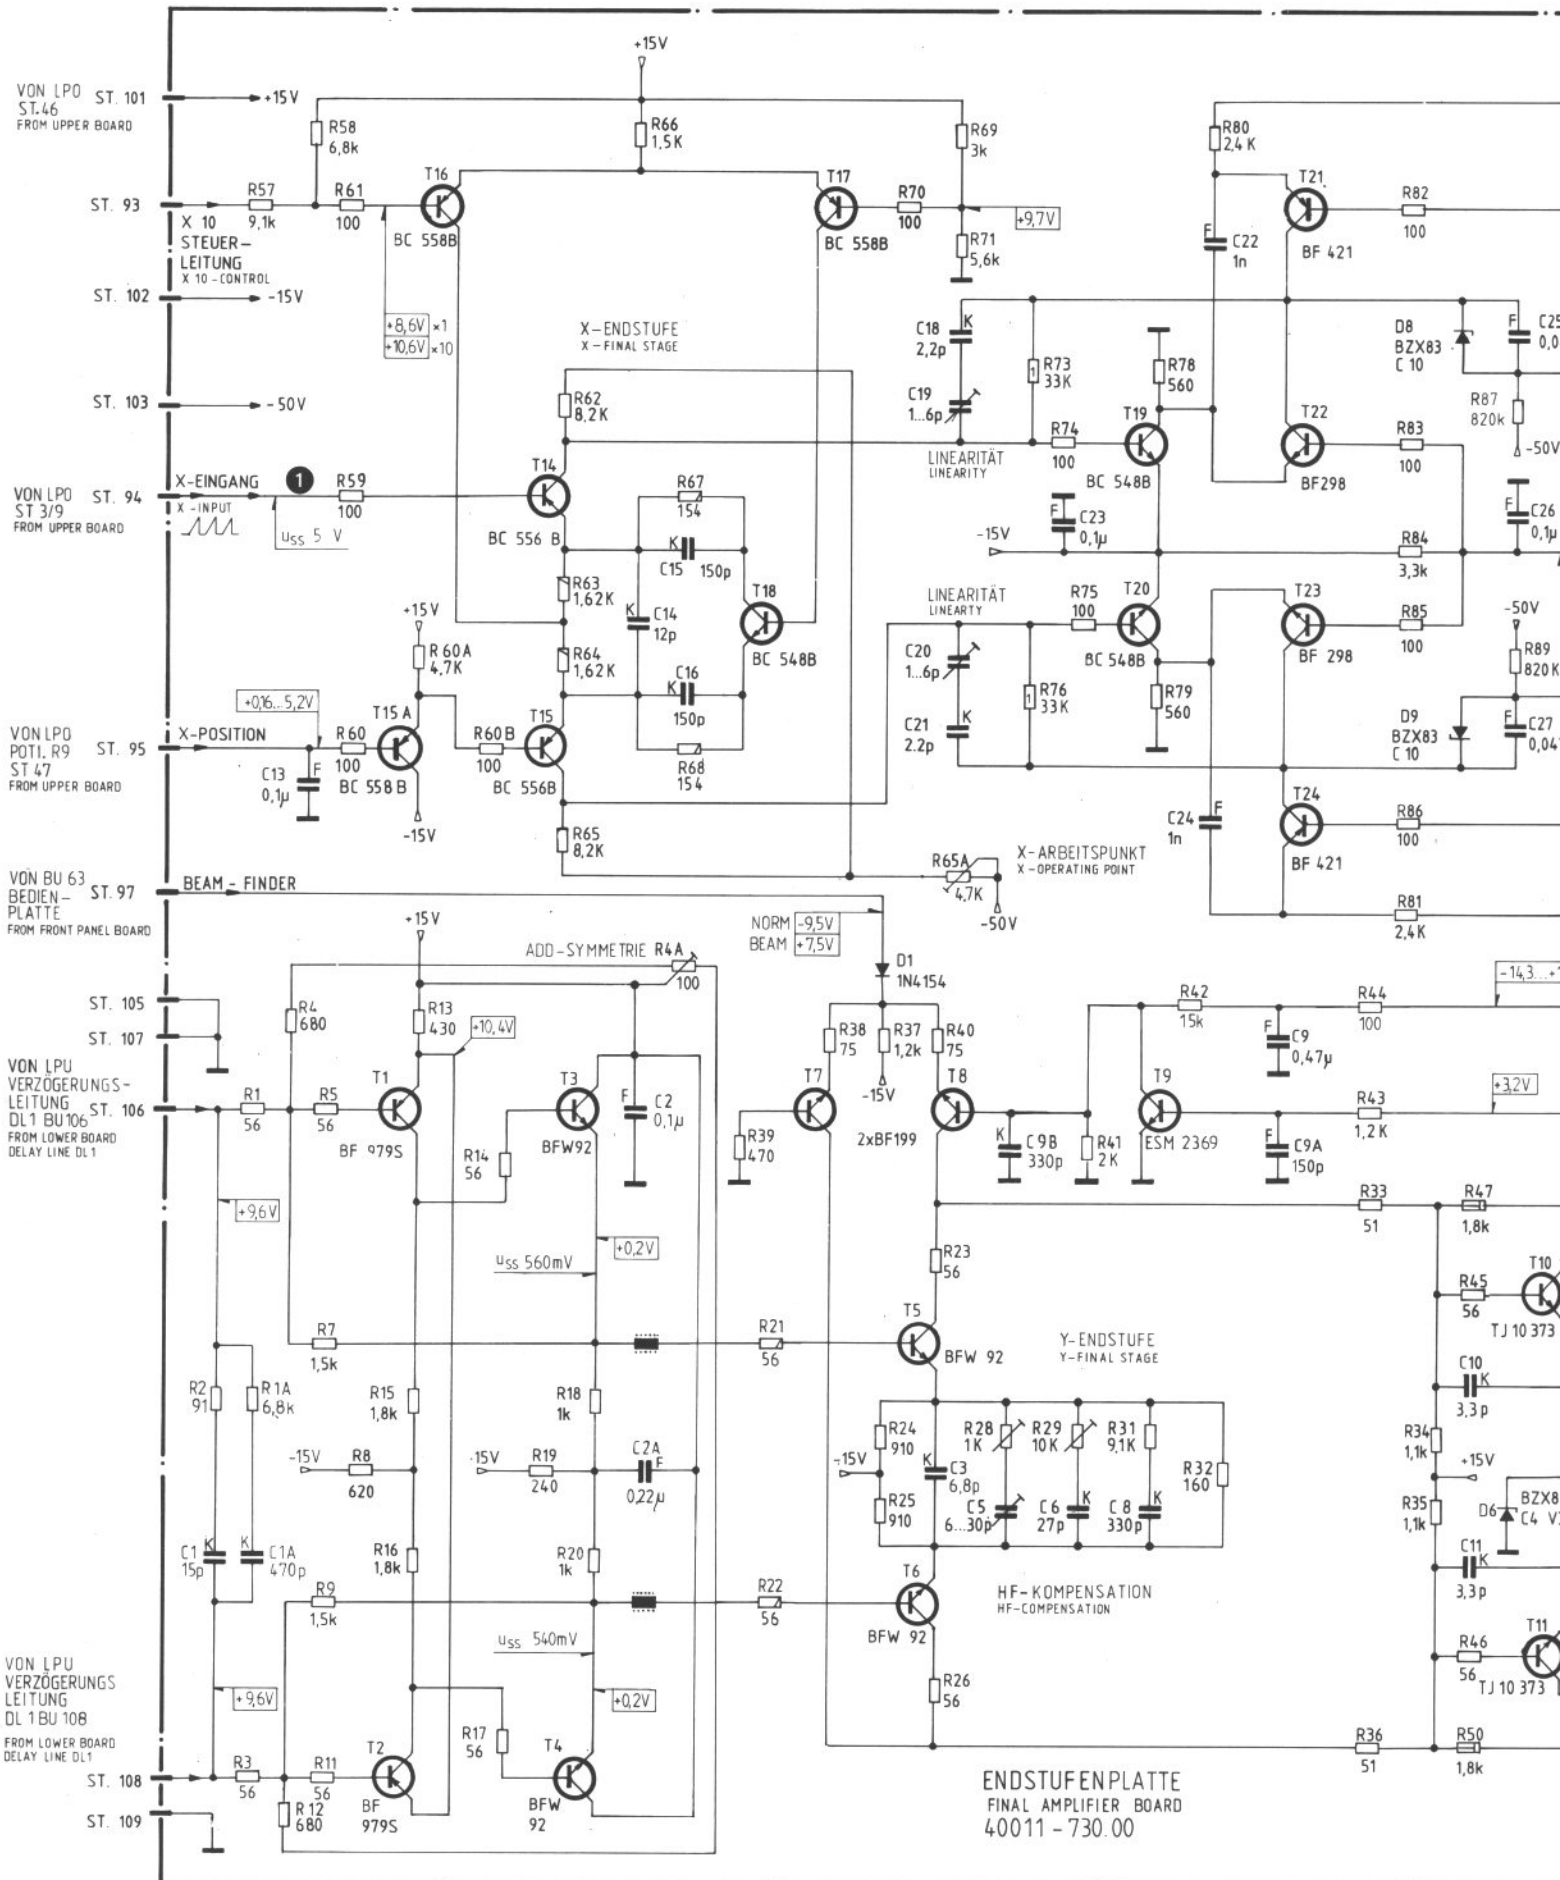 +15V
VON LPO
ST.46
FROM UPPER BOARD
ST. 101
+15V
R58
6,8k
R66
1,5K
R69
3k
R80
2,4 K
T16
T17
T21
ST. 93
X 10
STEUER-
LEITUNG
X 10 - CONTROL
R57
9,1k
R61
100
BC 558B
BC 558B
R70
100
+9,7V
R71
5,6k
R82
100
C22
F
1n
BF 421
ST. 102
-15V
+8,6V ×1
+10,6V ×10
X-ENDSTUFE
X-FINAL STAGE
C18
K
2,2p
R73
33K
R78
560
D8
BZX83
C 10
F
C25
0,0
ST. 103
- 50V
R62
8,2K
C19
1...6p
R87
820k
-50V
T19
T22
R74
100
R83
100
LINEARITÄT
LINEARITY
BC 548B
BF298
VON LPO
ST 3/9
FROM UPPER BOARD
ST. 94
X-EINGANG
X -INPUT
1
uss 5 V
R59
100
T14
BC 556 B
R67
154
K
C15
150p
F
C23
0,1µ
-15V
F
C26
0,1µ
R84
3,3k
R63
1,62K
K
C14
12p
T18
BC 548B
LINEARITÄT
LINEARTY
R75
100
T20
BC 548B
T23
BF 298
R85
100
-50V
R89
820K
+15V
R 60A
4,7K
R64
1,62K
C16
K
150p
C20
1...6p
R76
33K
R79
560
+0,16...5,2V
VON LPO
POTI. R9
ST 47
FROM UPPER BOARD
ST. 95
X-POSITION
R60
100
T15 A
BC 558 B
R60 B
100
T15
BC 556B
R68
154
C21
K
2.2p
D9
BZX83
C 10
F
C27
0,04
C13
F
0,1µ
-15V
R65
8,2K
C24
F
1n
T24
BF 421
R86
100
R65A
4,7K
-50V
X-ARBEITSPUNKT
X - OPERATING POINT
VON BU 63
BEDIEN-
PLATTE
FROM FRONT PANEL BOARD
ST. 97
BEAM - FINDER
+15V
NORM -9,5V
BEAM +7,5V
R81
2,4K
ADD-SYMMETRIE R4A
100
D1
1N4154
-14,3...+1
ST. 105
R4
680
R13
430
+10,4V
R38
75
R37
1,2k
R40
75
R42
15k
F
C9
0,47µ
R44
100
ST. 107
VON LPU
VERZÖGERUNGS-
LEITUNG
DL1 BU106
FROM LOWER BOARD
DELAY LINE DL1
ST. 106
R1
56
R5
56
T1
BF 979S
T3
BFW92
F
C2
0,1µ
T7
-15V
T8
T9
+3,2V
R43
1,2K
R14
56
R39
470
2xBF199
K
C9B
330p
R41
2K
ESM 2369
F
C9A
150p
+9,6V
+0,2V
uss 560mV
R33
51
R47
1,8k
R23
56
T10
R45
56
TJ 10 373
R7
1,5k
R21
56
T5
BFW 92
Y-ENDSTUFE
Y-FINAL STAGE
R2
91
R 1A
6,8k
R15
1,8k
R18
1k
C10
K
3,3p
R24
910
R28
1K
R29
10K
R31
9,1K
R34
1,1k
-15V
R8
620
-15V
R19
240
C2A
F
0,22µ
-15V
K
C3
6,8p
R32
160
+15V
R25
910
C5
6...30p
C6
K
27p
C 8
K
330p
R35
1,1k
D6
BZX8
C4 V
C1
K
15p
K
C1A
470p
R16
1,8k
R20
1k
C11
K
3,3p
R9
1,5k
R22
56
T6
BFW 92
HF-KOMPENSATION
HF-COMPENSATION
uss 540mV
T11
R46
56
TJ 10 373
VON LPU
VERZÖGERUNGS
LEITUNG
DL 1 BU 108
FROM LOWER BOARD
DELAY LINE DL1
+9,6V
+0,2V
R26
56
R17
56
R36
51
R50
1,8k
ST. 108
R3
56
R11
56
T2
BF
979S
T4
BFW
92
R 12
680
ST. 109
ENDSTUFENPLATTE
FINAL AMPLIFIER BOARD
40011 - 730.00